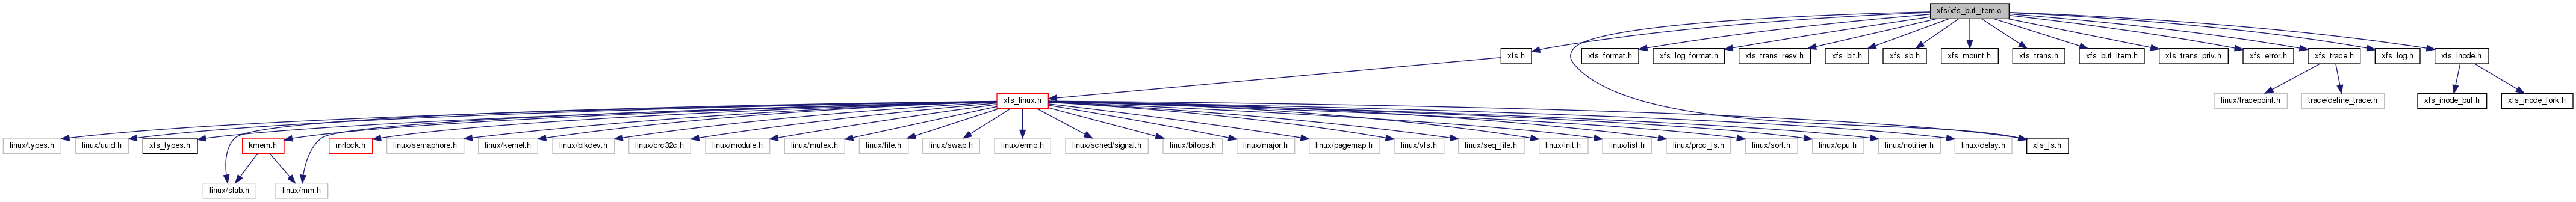 xfs/xfs_buf_item.c
xfs.h
xfs_format.h
xfs_log_format.h
xfs_trans_resv.h
xfs_bit.h
xfs_sb.h
xfs_mount.h
xfs_trans.h
xfs_buf_item.h
xfs_trans_priv.h
xfs_error.h
xfs_trace.h
xfs_log.h
xfs_inode.h
xfs_linux.h
linux/tracepoint.h
trace/define_trace.h
xfs_inode_buf.h
xfs_inode_fork.h
linux/types.h
linux/uuid.h
xfs_types.h
kmem.h
mrlock.h
linux/semaphore.h
linux/kernel.h
linux/blkdev.h
linux/crc32c.h
linux/module.h
linux/mutex.h
linux/file.h
linux/swap.h
linux/errno.h
linux/sched/signal.h
linux/bitops.h
linux/major.h
linux/pagemap.h
linux/vfs.h
linux/seq_file.h
linux/init.h
linux/list.h
linux/proc_fs.h
linux/sort.h
linux/cpu.h
linux/notifier.h
linux/delay.h
xfs_fs.h
linux/slab.h
linux/mm.h